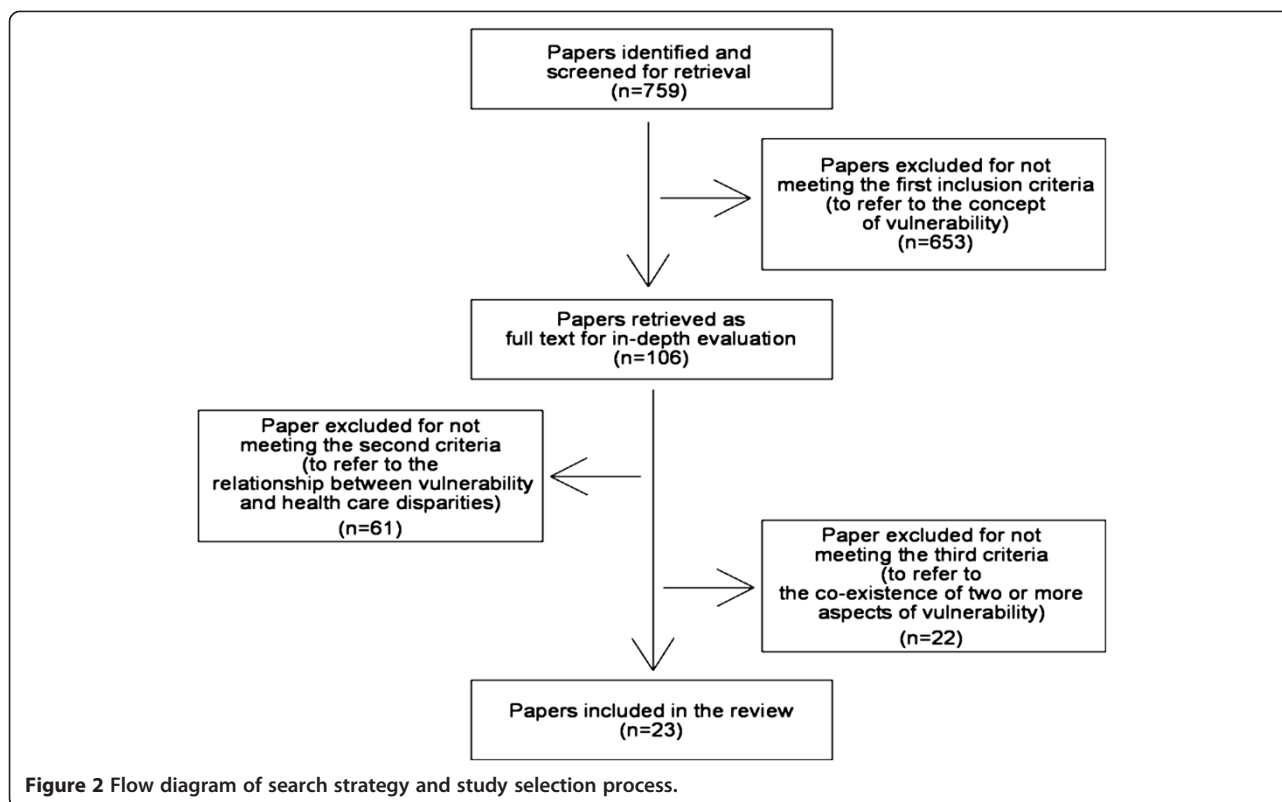 Papers identified and
screened for retrieval
(n=759)
Papers excluded for not
meeting the first inclusion criteria
(to refer to the concept
of vulnerability)
(n=653)
Papers retrieved as
full text for in-depth evaluation
(n=106)
Paper excluded for not
meeting the second criteria
(to refer to the
relationship between vulnerability
and health care disparities)
(n=61)
Paper excluded for not
meeting the third criteria
(to refer to
the co-existence of two or more
aspects of vulnerability)
(n=22)
Papers included in the review
(n=23)
Figure 2 Flow diagram of search strategy and study selection process.